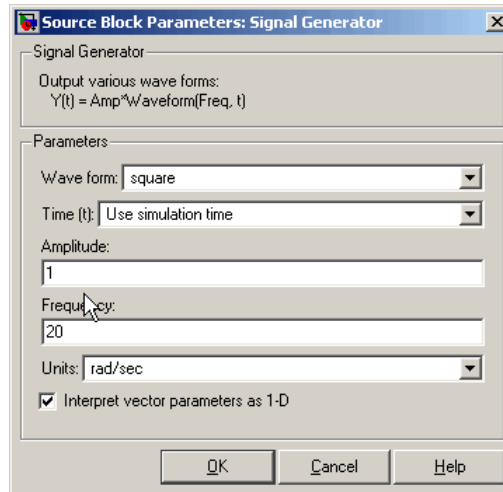 Source Block Parameters: Signal Generator
Signal Generator
Output various wave forms:
Y(t) = Amp*Waveform(Freq, t)
Parameters
Wave form: square
Time (t): Use simulation time
Amplitude:
1
Frequency:
20
Units: rad/sec
Interpret vector parameters as 1-D
OK Cancel Help